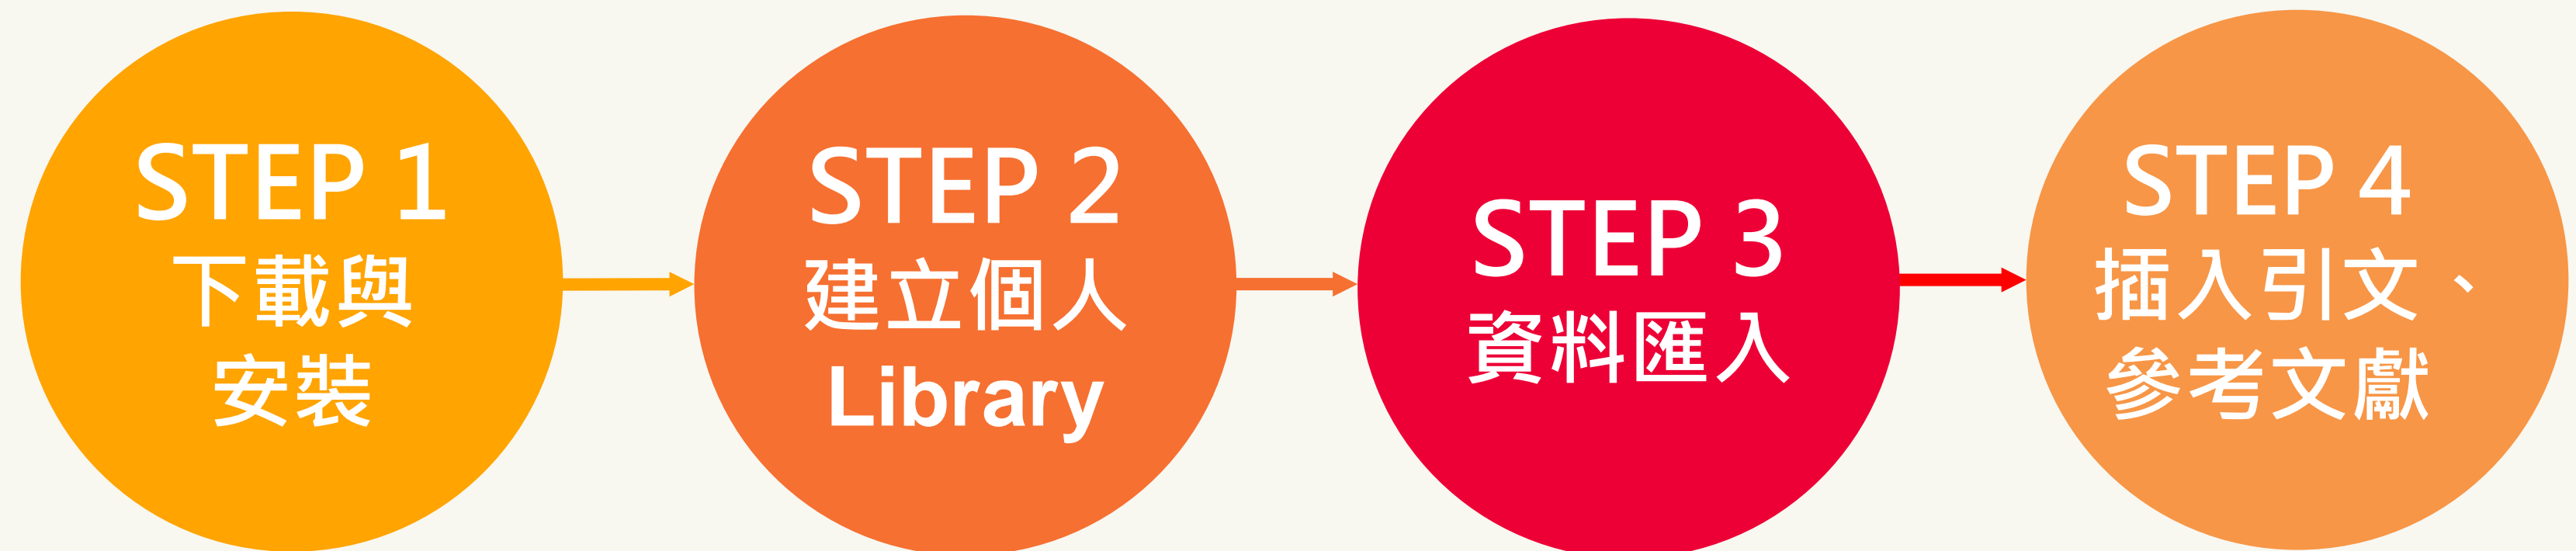 STEP 1
下載與
安裝
STEP 2
建立個人
Library
STEP 3
資料匯入
STEP 4
插入引文、
參考文獻